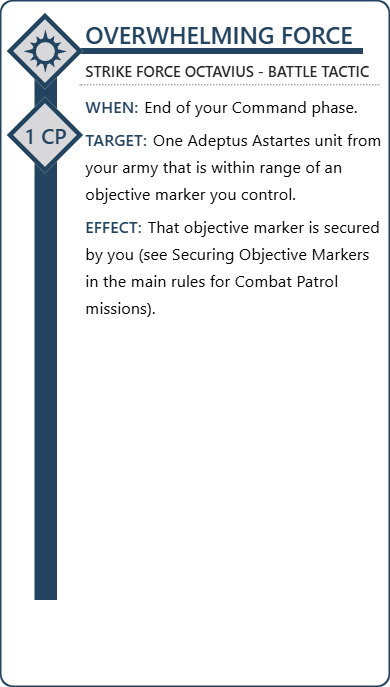 OVERWHELMING FORCE
STRIKE FORCE OCTAVIUS - BATTLE TACTIC
1 CP
WHEN: End of your Command phase.
TARGET: One Adeptus Astartes unit from
your army that is within range of an
objective marker you control.
EFFECT: That objective marker is secured
by you (see Securing Objective Markers
in the main rules for Combat Patrol
missions).